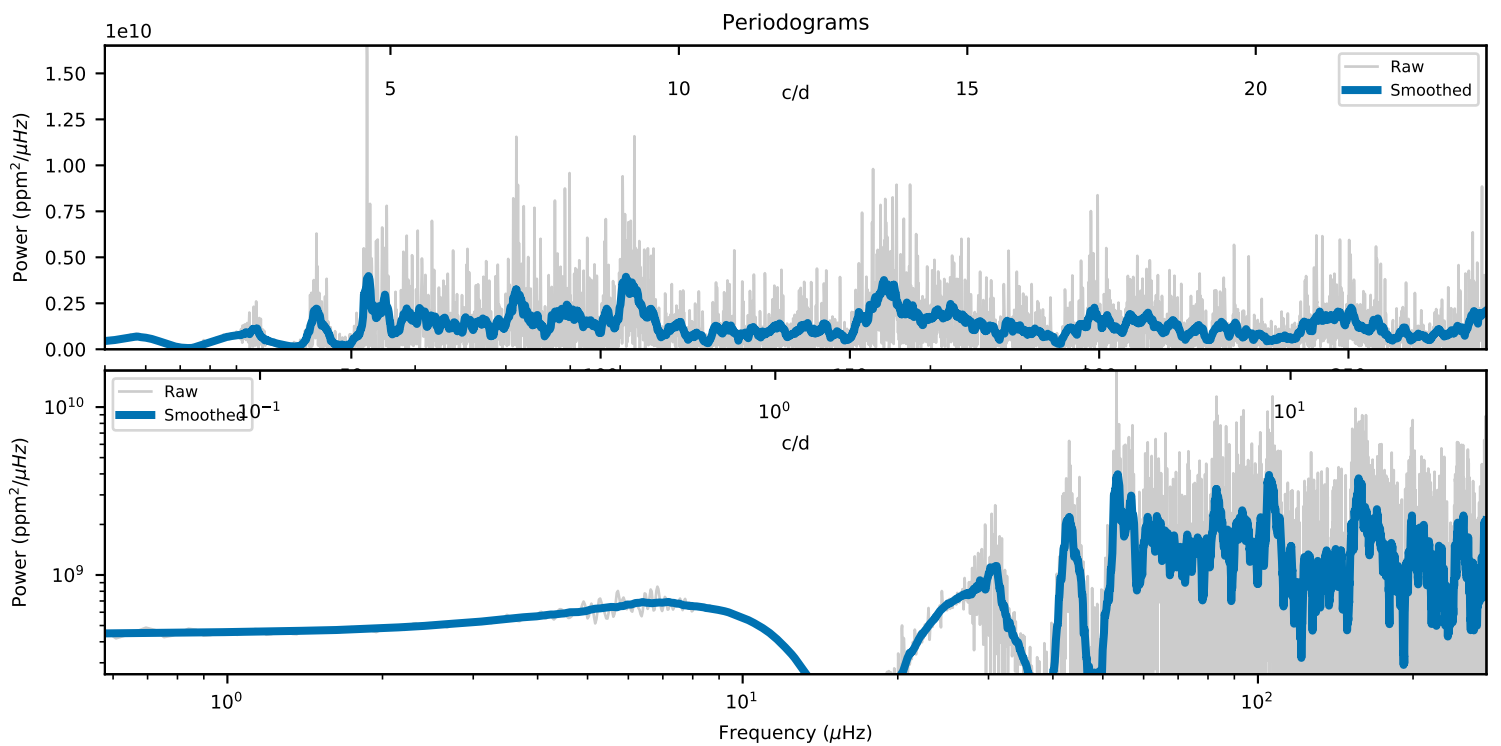 Periodograms
1e10
1.50
1.25
1.00
0.75
0.50
0.25
0.00
Power (ppm²/μHz)
5
10
15
20
c/d
Raw
Smoothed
Raw
Smoothed
10⁻¹
10⁰
10¹
c/d
10¹⁰
10⁹
Power (ppm²/μHz)
10⁰
10¹
10²
Frequency (μHz)